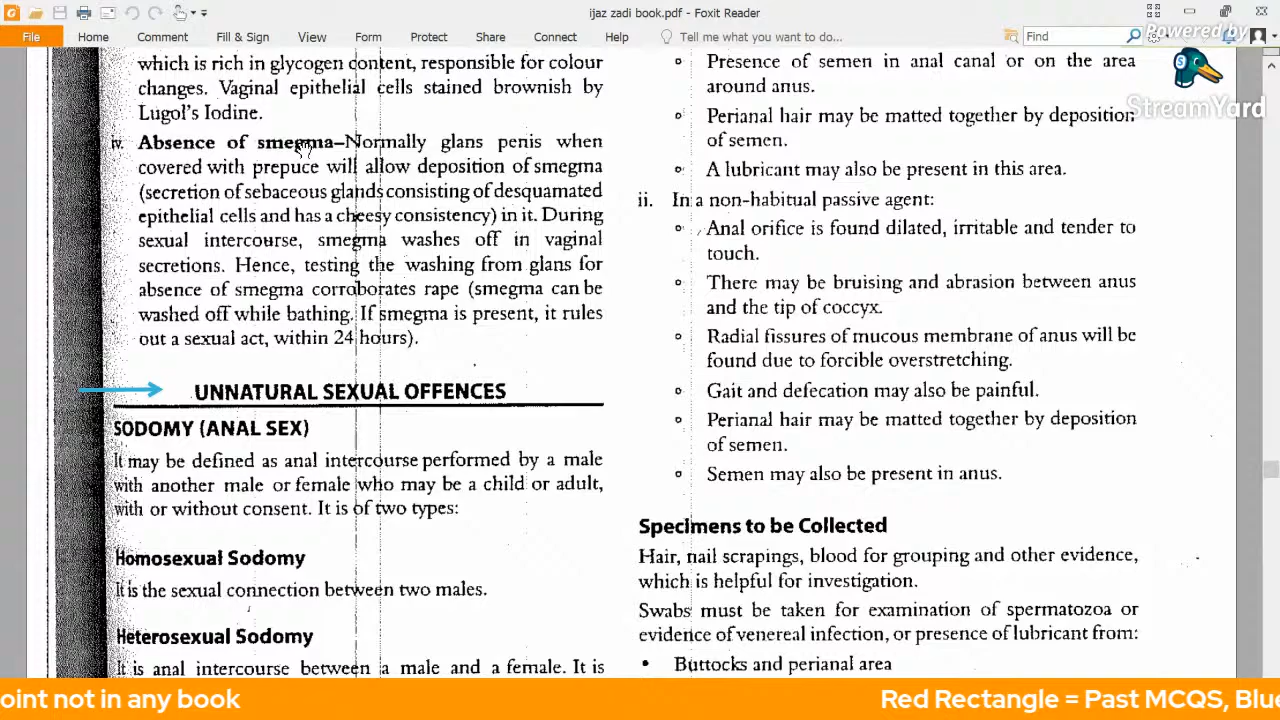 ijaz zadi book.pdf - Foxit Reader
File Home Comment Fill & Sign View Form Protect Share Connect Help Tell me what you want to do... Find
Powered by
StreamYard
which is rich in glycogen content, responsible for colour
changes. Vaginal epithelial cells stained brownish by
Lugol's Iodine.
iv. Absence of smegma–Normally glans penis when
covered with prepuce will allow deposition of smegma
(secretion of sebaceous glands consisting of desquamated
epithelial cells and has a cheesy consistency) in it. During
sexual intercourse, smegma washes off in vaginal
secretions. Hence, testing the washing from glans for
absence of smegma corroborates rape (smegma can be
washed off while bathing. If smegma is present, it rules
out a sexual act, within 24 hours).
UNNATURAL SEXUAL OFFENCES
SODOMY (ANAL SEX)
It may be defined as anal intercourse performed by a male
with another male or female who may be a child or adult,
with or without consent. It is of two types:
Homosexual Sodomy
It is the sexual connection between two males.
Heterosexual Sodomy
It is anal intercourse between a male and a female. It is
Presence of semen in anal canal or on the area
around anus.
Perianal hair may be matted together by deposition
of semen.
A lubricant may also be present in this area.
ii. In a non-habitual passive agent:
Anal orifice is found dilated, irritable and tender to
touch.
There may be bruising and abrasion between anus
and the tip of coccyx.
Radial fissures of mucous membrane of anus will be
found due to forcible overstretching.
Gait and defecation may also be painful.
Perianal hair may be matted together by deposition
of semen.
Semen may also be present in anus.
Specimens to be Collected
Hair, nail scrapings, blood for grouping and other evidence,
which is helpful for investigation.
Swabs must be taken for examination of spermatozoa or
evidence of venereal infection, or presence of lubricant from:
• Buttocks and perianal area
oint not in any book
Red Rectangle = Past MCQS, Blue